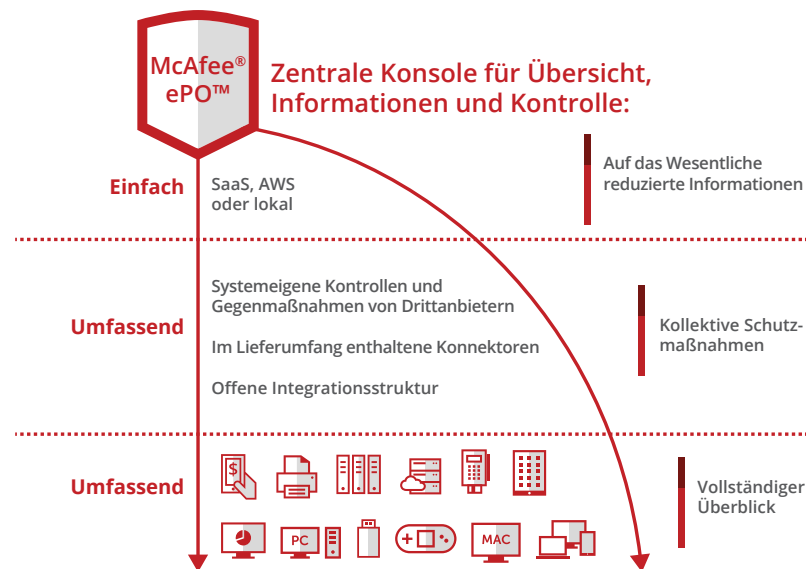 McAfee®
ePO™
Zentrale Konsole für Übersicht,
Informationen und Kontrolle:
Einfach
SaaS, AWS
oder lokal
Auf das Wesentliche
reduzierte Informationen
Umfassend
Systemeigene Kontrollen und
Gegenmaßnahmen von Drittanbietern
Im Lieferumfang enthaltene Konnektoren
Offene Integrationsstruktur
Kollektive Schutz-
maßnahmen
Umfassend
$
PC
MAC
Vollständiger
Überblick